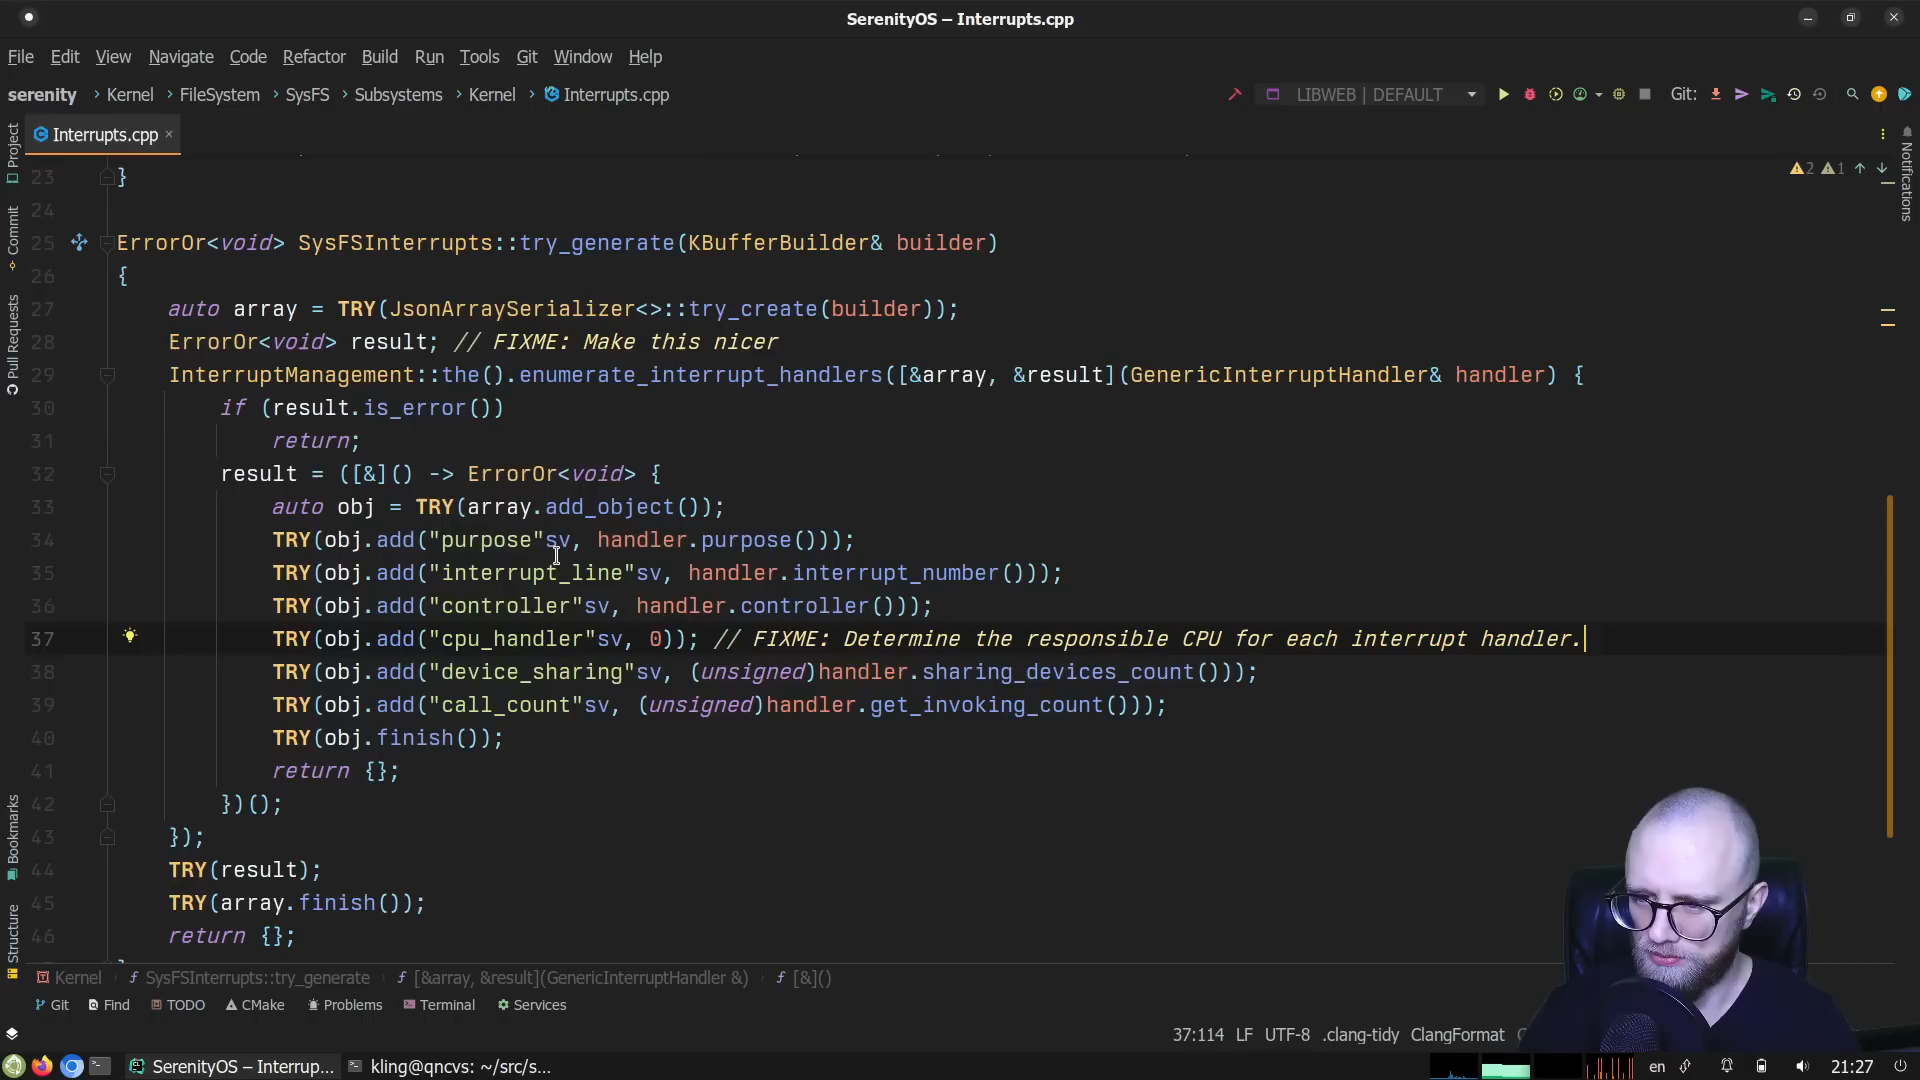 SerenityOS – Interrupts.cpp
File Edit View Navigate Code Refactor Build Run Tools Git Window Help
serenity › Kernel › FileSystem › SysFS › Subsystems › Kernel › Interrupts.cpp
LIBWEB | DEFAULT
Git:
Interrupts.cpp
Project
Commit
Pull Requests
Bookmarks
Structure
Notifications
2 1
23 }
24
25 ErrorOr<void> SysFSInterrupts::try_generate(KBufferBuilder& builder)
26 {
27 auto array = TRY(JsonArraySerializer<>::try_create(builder));
28 ErrorOr<void> result; // FIXME: Make this nicer
29 InterruptManagement::the().enumerate_interrupt_handlers([&array, &result](GenericInterruptHandler& handler) {
30 if (result.is_error())
31 return;
32 result = ([&]() -> ErrorOr<void> {
33 auto obj = TRY(array.add_object());
34 TRY(obj.add("purpose"sv, handler.purpose()));
35 TRY(obj.add("interrupt_line"sv, handler.interrupt_number()));
36 TRY(obj.add("controller"sv, handler.controller()));
37 TRY(obj.add("cpu_handler"sv, 0)); // FIXME: Determine the responsible CPU for each interrupt handler.
38 TRY(obj.add("device_sharing"sv, (unsigned)handler.sharing_devices_count()));
39 TRY(obj.add("call_count"sv, (unsigned)handler.get_invoking_count()));
40 TRY(obj.finish());
41 return {};
42 })();
43 });
44 TRY(result);
45 TRY(array.finish());
46 return {};
Kernel › SysFSInterrupts::try_generate › [&array, &result](GenericInterruptHandler &) › [&]()
Git Find TODO CMake Problems Terminal Services
37:114 LF UTF-8 .clang-tidy ClangFormat
SerenityOS – Interrup... kling@qncvs: ~/src/s...
en 21:27